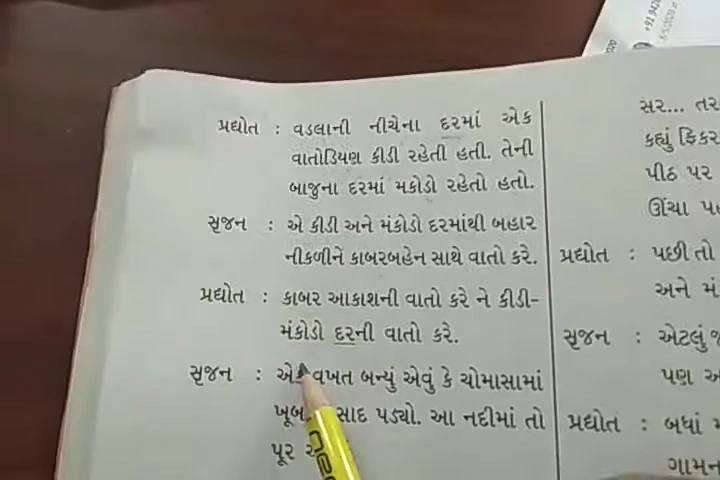 પ્રદ્યોત : વડલાની નીચેના દરમાં એક
વાતોડિયણ કીડી રહેતી હતી. તેની
બાજુના દરમાં મકોડો રહેતો હતો.
સૃજન : એ કીડી અને મંકોડો દરમાંથી બહાર
નીકળીને કાબરબહેન સાથે વાતો કરે.
પ્રદ્યોત : કાબર આકાશની વાતો કરે ને કીડી-
મંકોડો દરની વાતો કરે.
સૃજન : વખત બન્યું એવું કે ચોમાસામાં
ખૂબ સાદ પડ્યો. આ નદીમાં તો
પૂર
સર... 
કહ્યું ફિકર
પીઠ પર
ઊંચા
પ્રદ્યોત : પછી તો
અને
સૃજન : એટલું
પણ
પ્રદ્યોત : બધાં
+91 942